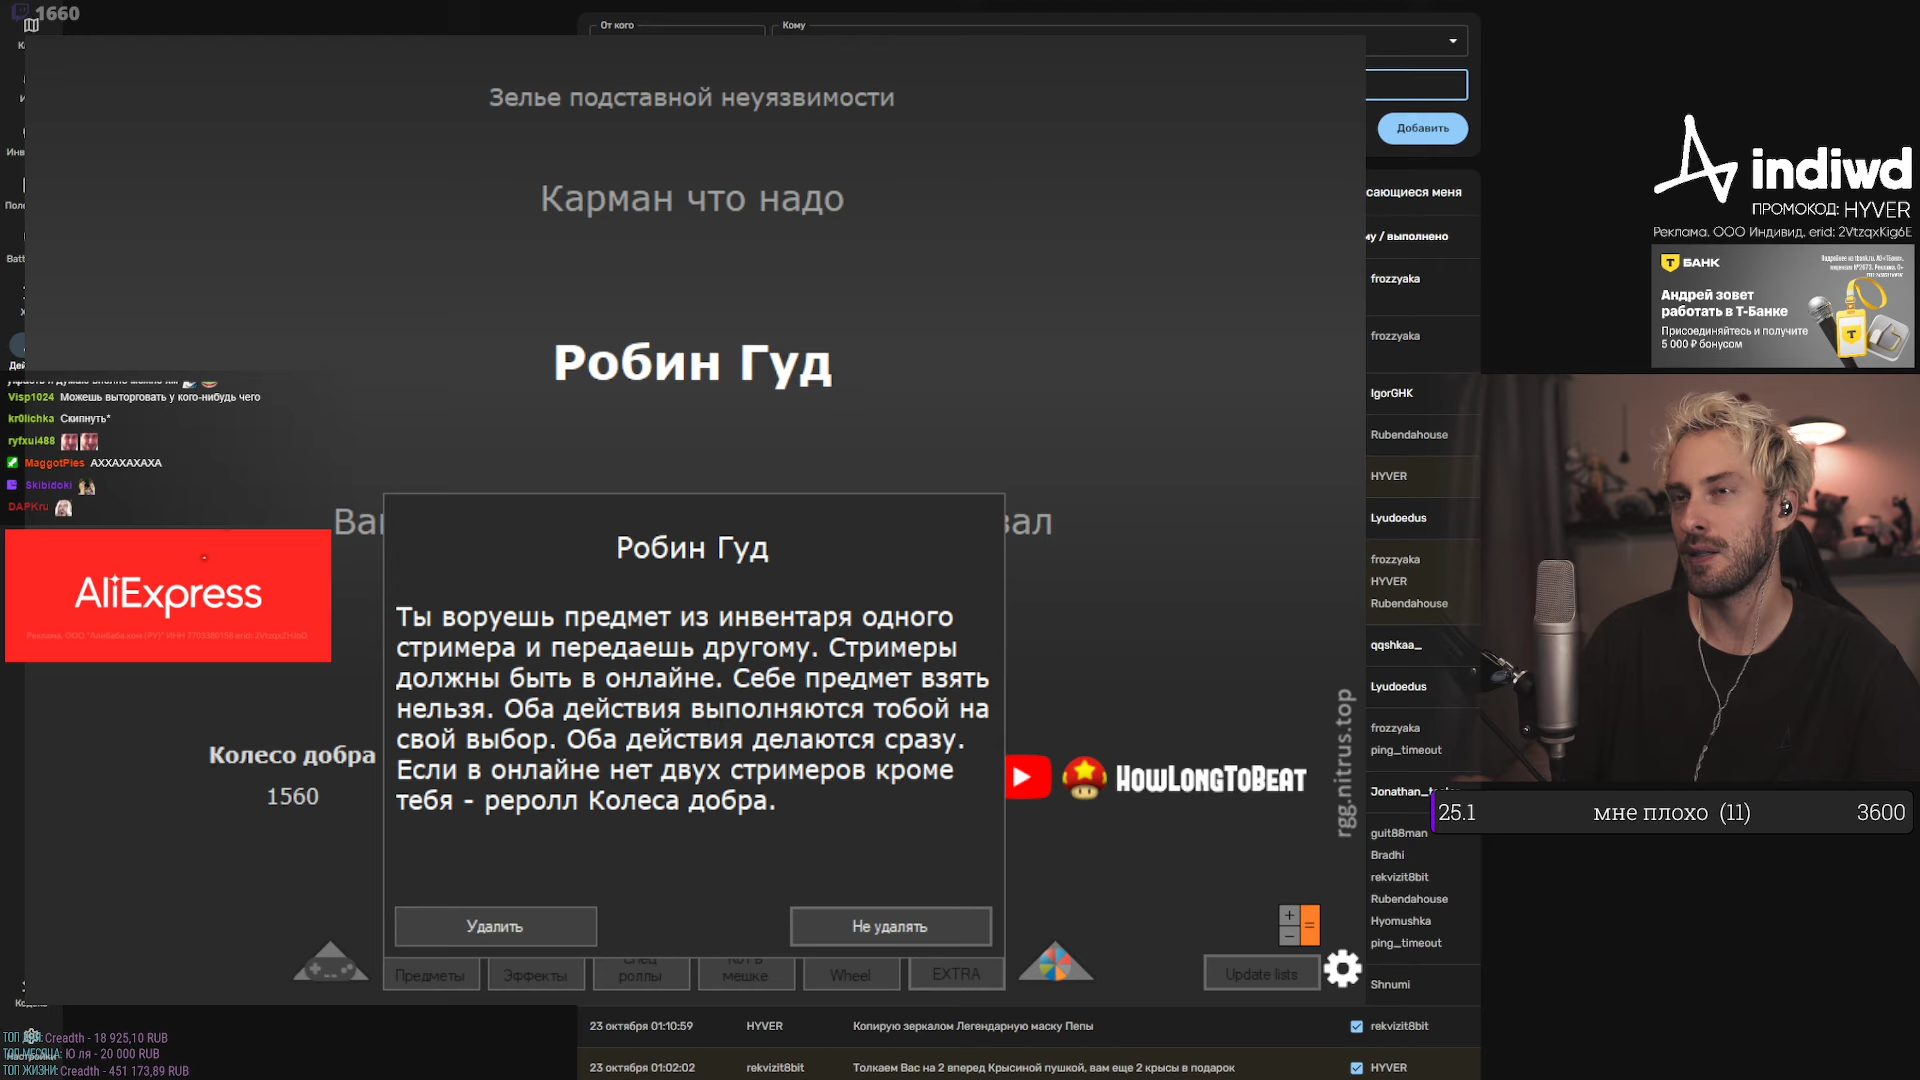 1660
От кого
Кому
Добавить
Зелье подставной неуязвимости
Карман что надо
Робин Гуд
сающиеся меня
му / выполнено
frozzyaka
frozzyaka
IgorGHK
Rubendahouse
HYVER
Lyudoedus
frozzyaka
HYVER
Rubendahouse
qqshkaa_
Lyudoedus
frozzyaka
ping_timeout
guit88man
Bradhi
rekvizit8bit
Rubendahouse
Hyomushka
ping_timeout
Shnumi
indiwd
ПРОМОКОД: HYVER
Реклама. ООО Индивид. erid: 2VtzqxKig6E
Т БАНК
Андрей зовет
работать в Т-Банке
Присоединяйтесь и получите
5 000 ₽ бонусом
Visp1024 Можешь выторговать у кого-нибудь чего
kr0lichka Скипнуть*
ryfxui488
MaggotPies АХХАХАХАХА
Skibidoki
DAPKru
AliExpress
Колесо добра
1560
Робин Гуд
Ты воруешь предмет из инвентаря одного
стримера и передаешь другому. Стримеры
должны быть в онлайне. Себе предмет взять
нельзя. Оба действия выполняются тобой на
свой выбор. Оба действия делаются сразу.
Если в онлайне нет двух стримеров кроме
тебя - реролл Колеса добра.
Удалить
Не удалять
Предметы
Эффекты
роллы
мешке
Wheel
EXTRA
HowLongToBeat
rgg.nitrus.top
Update lists
25.1 мне плохо (11) 3600
23 октября 01:10:59 HYVER Копирую зеркалом Легендарную маску Пепы rekvizit8bit
23 октября 01:02:02 rekvizit8bit Толкаем Вас на 2 вперед Крысиной пушкой, вам еще 2 крысы в подарок HYVER
Creadth - 18 925,10 RUB
ТОП МЕСЯЦА: Ю ля - 20 000 RUB
ТОП ЖИЗНИ: Creadth - 451 173,89 RUB